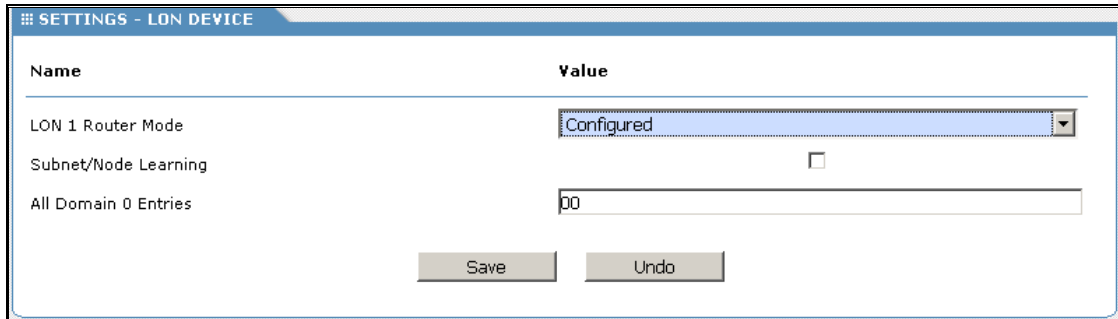 SETTINGS - LON DEVICE
Name Value
LON 1 Router Mode Configured
Subnet/Node Learning
All Domain 0 Entries 00
Save Undo